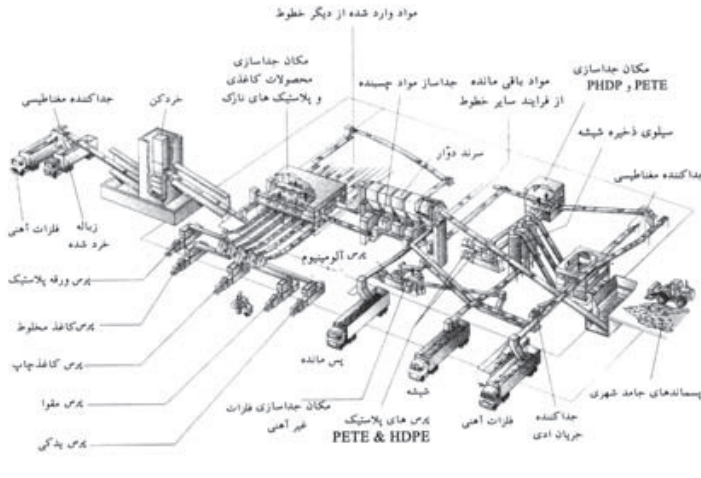 مواد وارد شده از دیگر خطوط
مکان جداسازی
محصولات کاغذی
و پلاستیک های نازک
جداساز مواد چسبنده
مواد باقی مانده
از فرایند سایر خطوط
مکان جداسازی
PHDP و PETE
سیلوی ذخیره شیشه
جداکننده مغناطیسی
خردکن
جداکننده مغناطیسی
سرند دوّار
فلزات آهنی
زباله
خرد شده
پرس آلومینیوم
پرس ورقه پلاستیک
پرس کاغذ مخلوط
پرس کاغذ چاپ
پرس مقوا
پرس یدکی
پس مانده
شیشه
مکان جداسازی فلزات
غیر آهنی
پرس های پلاستیک
PETE & HDPE
فلزات آهنی
جداکننده
جریان ادی
پسماندهای جامد شهری